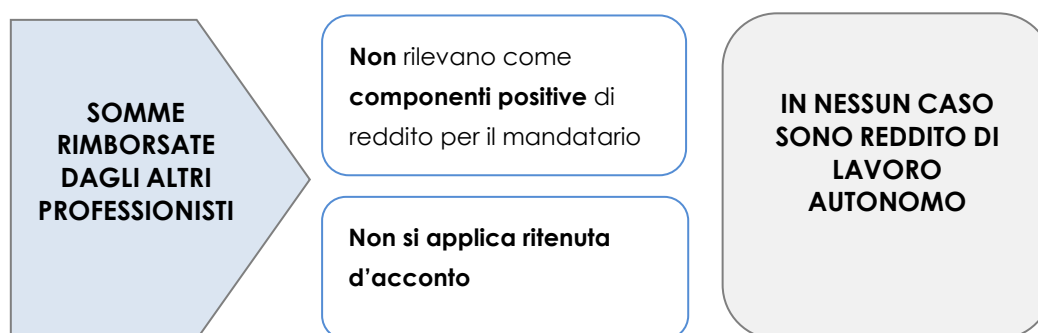 SOMME
RIMBORSATE
DAGLI ALTRI
PROFESSIONISTI
Non rilevano come
componenti positive di
reddito per il mandatario
Non si applica ritenuta
d'acconto
IN NESSUN CASO
SONO REDDITO DI
LAVORO
AUTONOMO